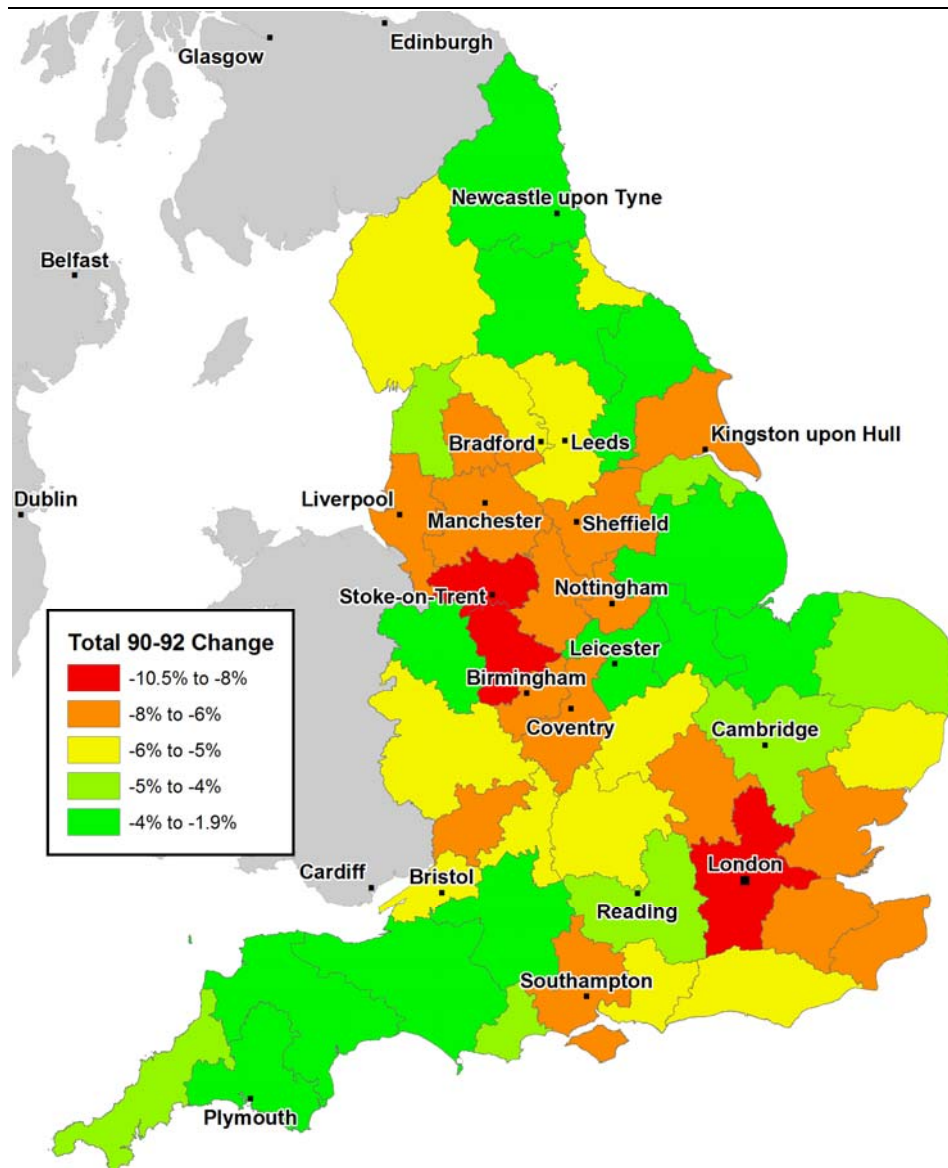 Edinburgh
Glasgow
Newcastle upon Tyne
Belfast
Bradford
Leeds
Kingston upon Hull
Dublin
Liverpool
Manchester
Sheffield
Stoke-on-Trent
Nottingham
Total 90-92 Change
-10.5% to -8%
-8% to -6%
-6% to -5%
-5% to -4%
-4% to -1.9%
Leicester
Birmingham
Coventry
Cambridge
London
Cardiff
Bristol
Reading
Southampton
Plymouth